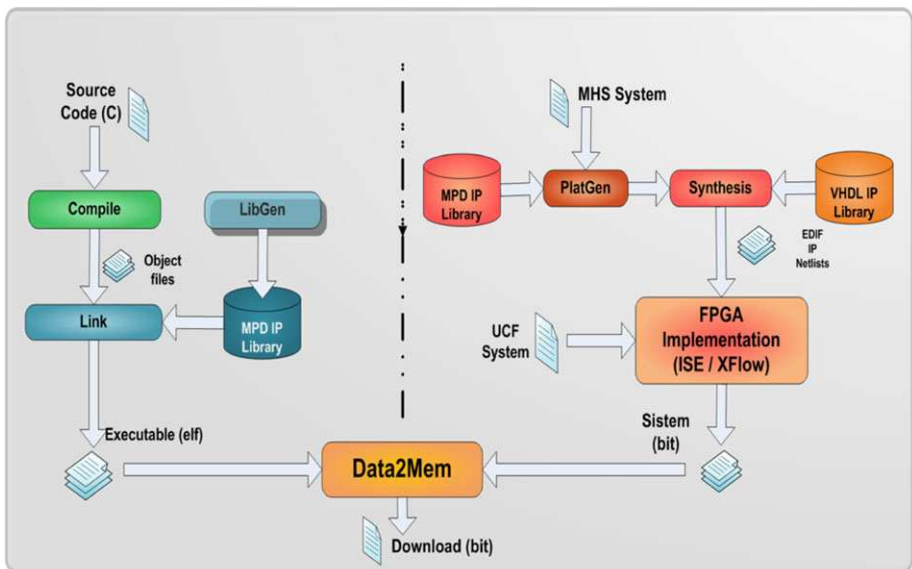 Source
Code (C)
Compile
LibGen
Object
files
Link
MPD IP
Library
Executable (elf)
MHS System
MPD IP
Library
PlatGen
Synthesis
VHDL IP
Library
EDIF
IP
Netlists
UCF
System
FPGA
Implementation
(ISE / XFlow)
Sistem
(bit)
Data2Mem
Download (bit)